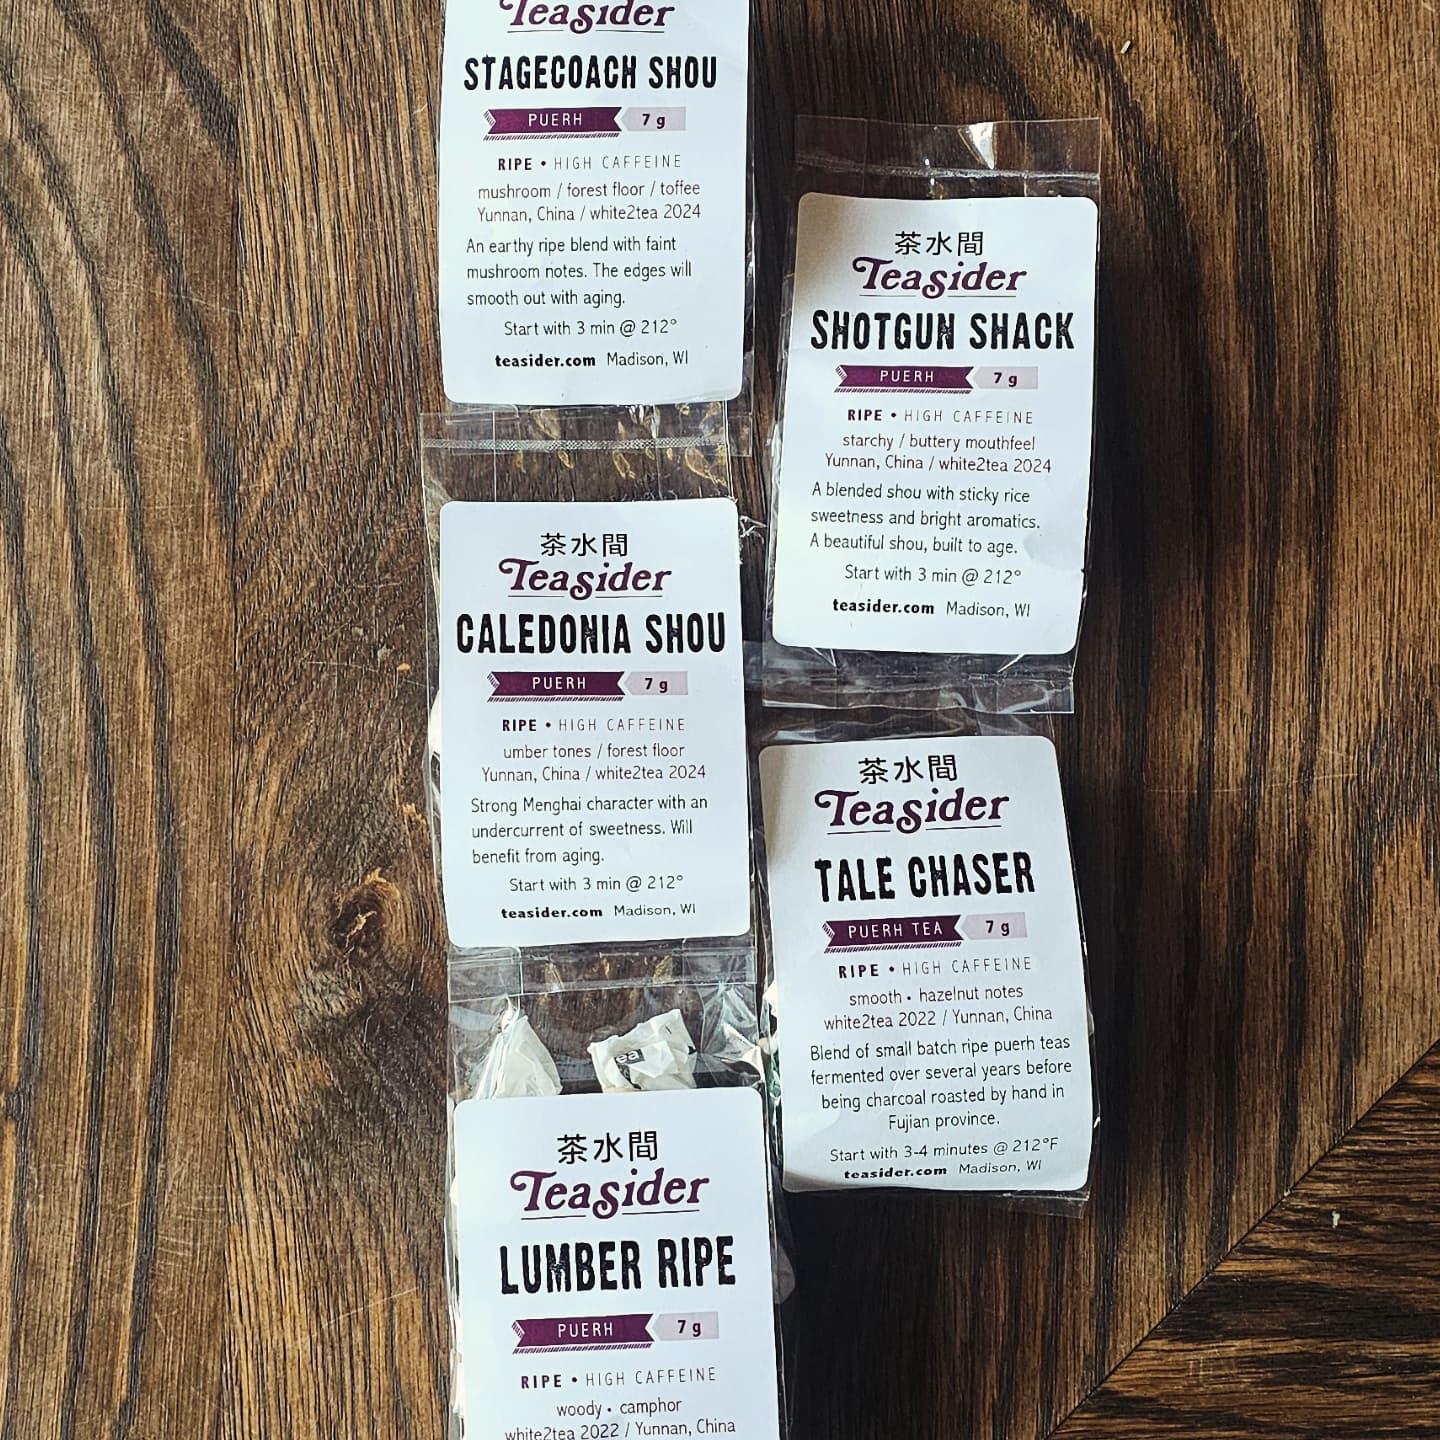 Teasider
STAGECOACH SHOU
PUERH 7 g
RIPE • HIGH CAFFEINE
mushroom / forest floor / toffee
Yunnan, China / white2tea 2024
An earthy ripe blend with faint
mushroom notes. The edges will
smooth out with aging.
Start with 3 min @ 212°
teasider.com Madison, WI
茶水間
Teasider
SHOTGUN SHACK
PUERH 7 g
RIPE • HIGH CAFFEINE
starchy / buttery mouthfeel
Yunnan, China / white2tea 2024
A blended shou with sticky rice
sweetness and bright aromatics.
A beautiful shou, built to age.
Start with 3 min @ 212°
teasider.com Madison, WI
茶水間
Teasider
CALEDONIA SHOU
PUERH 7 g
RIPE • HIGH CAFFEINE
umber tones / forest floor
Yunnan, China / white2tea 2024
Strong Menghai character with an
undercurrent of sweetness. Will
benefit from aging.
Start with 3 min @ 212°
teasider.com Madison, WI
茶水間
Teasider
TALE CHASER
PUERH TEA 7 g
RIPE • HIGH CAFFEINE
smooth • hazelnut notes
white2tea 2022 / Yunnan, China
Blend of small batch ripe puerh teas
fermented over several years before
being charcoal roasted by hand in
Fujian province.
Start with 3-4 minutes @ 212°F
teasider.com Madison, WI
茶水間
Teasider
LUMBER RIPE
PUERH 7 g
RIPE • HIGH CAFFEINE
woody • camphor
white2tea 2022 / Yunnan, China